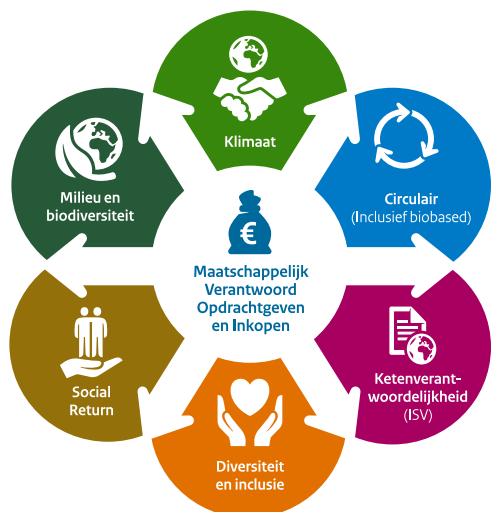 Klimaat
Milieu en
biodiversiteit
Circulair
(Inclusief biobased)
€
Maatschappelijk
Verantwoord
Opdrachtgeven
en Inkopen
Social
Return
Ketenverant-
woordelijkheid
(ISV)
Diversiteit
en inclusie